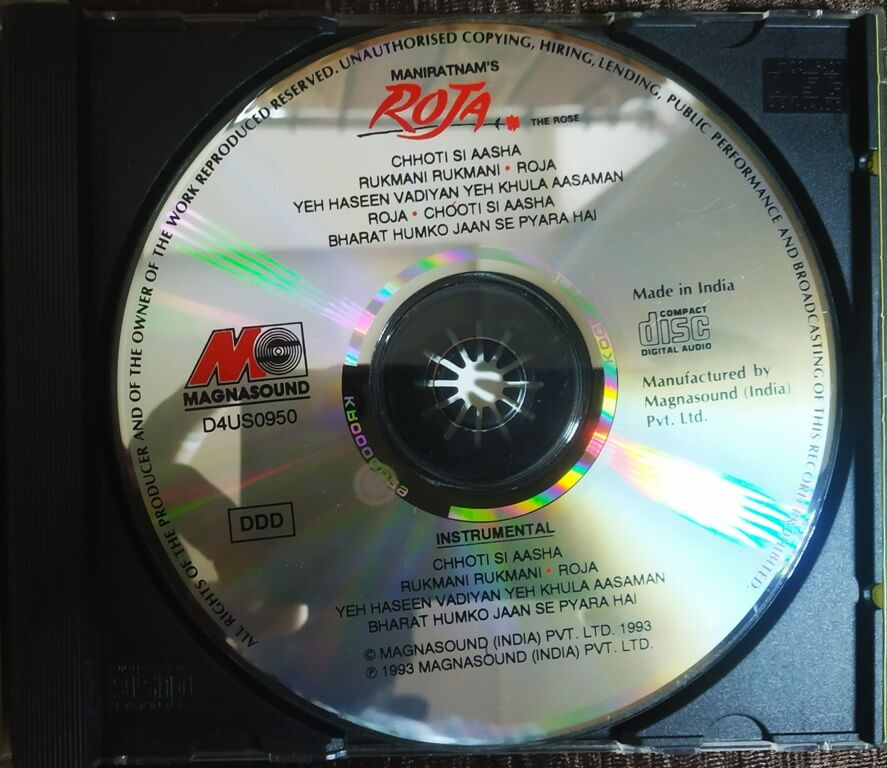 ALL RIGHTS OF THE PRODUCER AND OF THE OWNER OF THE WORK REPRODUCED RESERVED. UNAUTHORISED COPYING, HIRING, LENDING, PUBLIC PERFORMANCE AND BROADCASTING OF THIS RECORD PROHIBITED.
MANIRATNAM'S
ROJA
THE ROSE
CHHOTI SI AASHA
RUKMANI RUKMANI • ROJA
YEH HASEEN VADIYAN YEH KHULA AASAMAN
ROJA • CHOOTI SI AASHA
BHARAT HUMKO JAAN SE PYARA HAI
MAGNASOUND
D4US0950
DDD
Made in India
COMPACT
disc
DIGITAL AUDIO
Manufactured by
Magnasound (India)
Pvt. Ltd.
INSTRUMENTAL
CHHOTI SI AASHA
RUKMANI RUKMANI • ROJA
YEH HASEEN VADIYAN YEH KHULA AASAMAN
BHARAT HUMKO JAAN SE PYARA HAI
© MAGNASOUND (INDIA) PVT. LTD. 1993
℗ 1993 MAGNASOUND (INDIA) PVT. LTD.